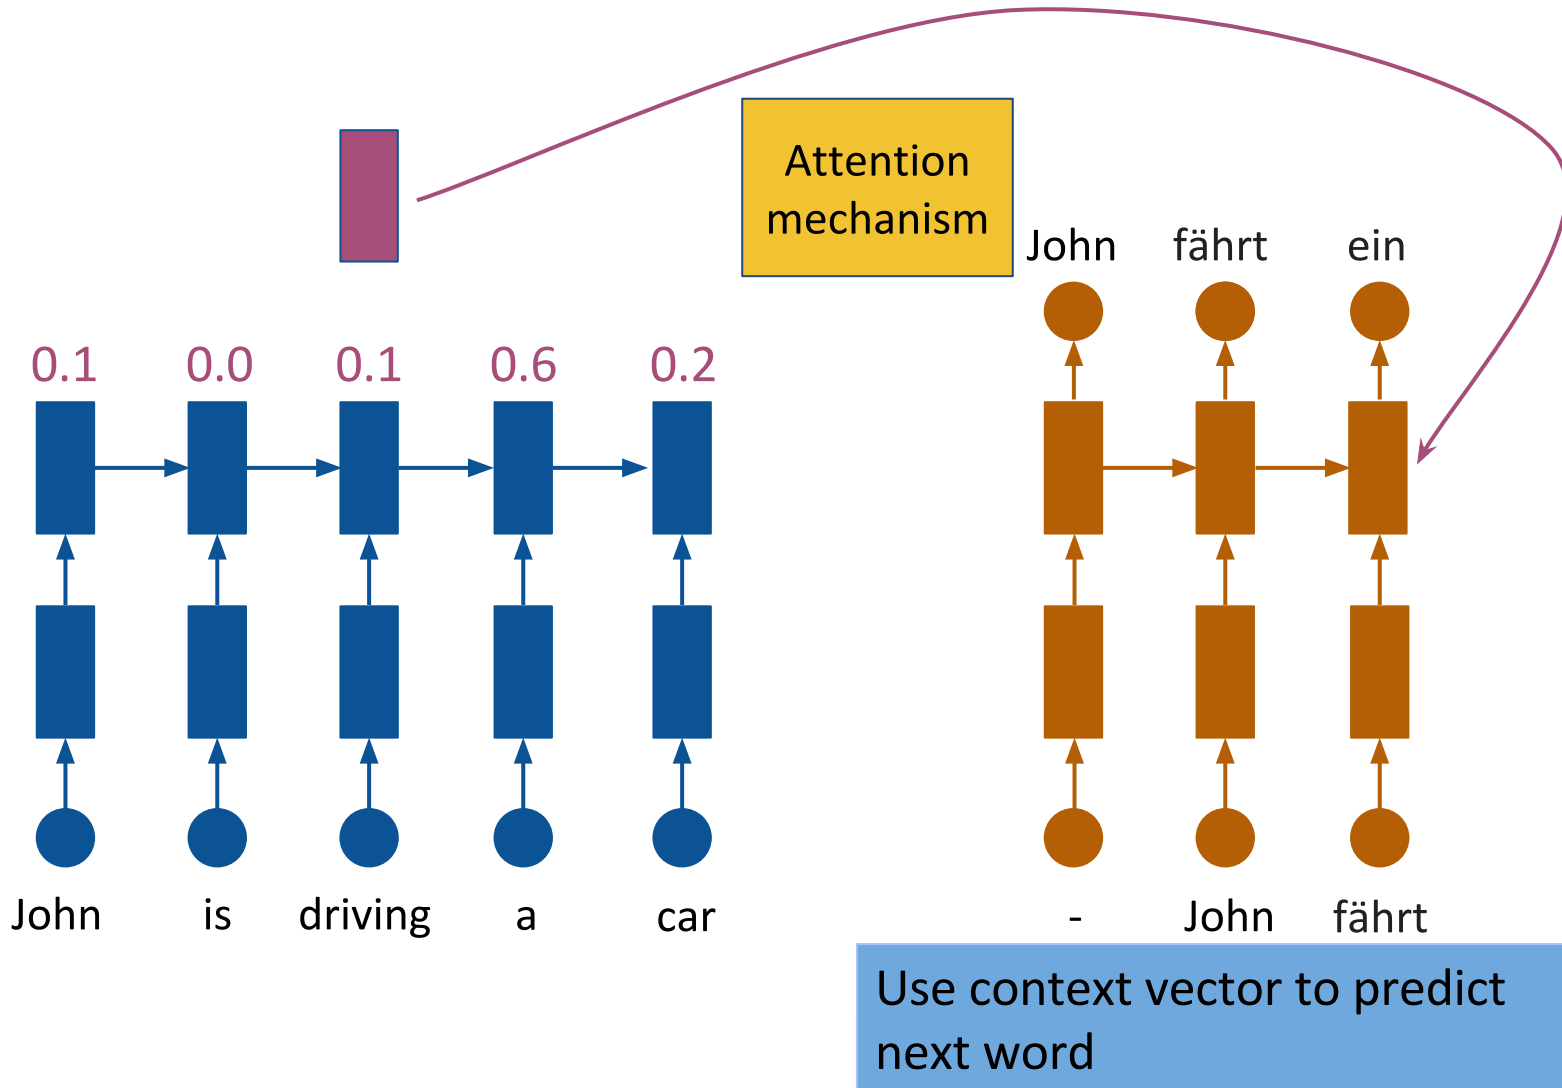 Attention
mechanism
John fährt ein
0.1 0.0 0.1 0.6 0.2
John is driving a car
- John fährt
Use context vector to predict
next word